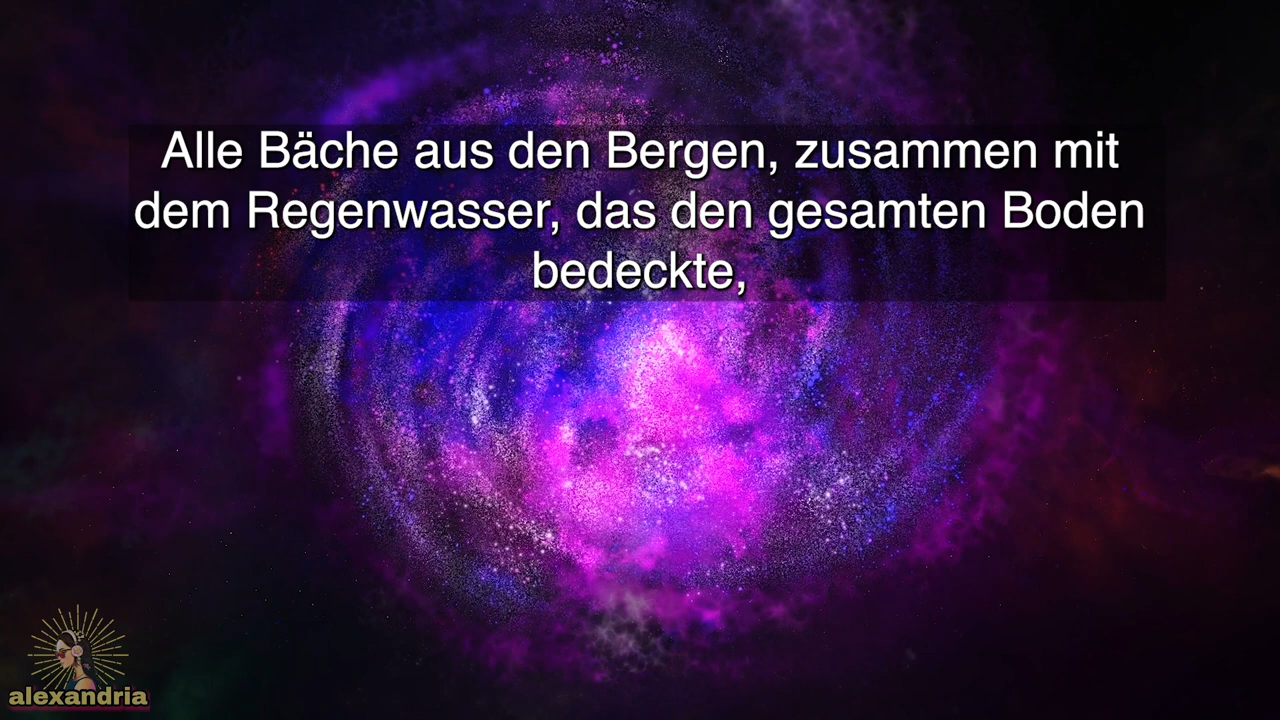 Alle Bäche aus den Bergen, zusammen mit
dem Regenwasser, das den gesamten Boden
bedeckte,
alexandria